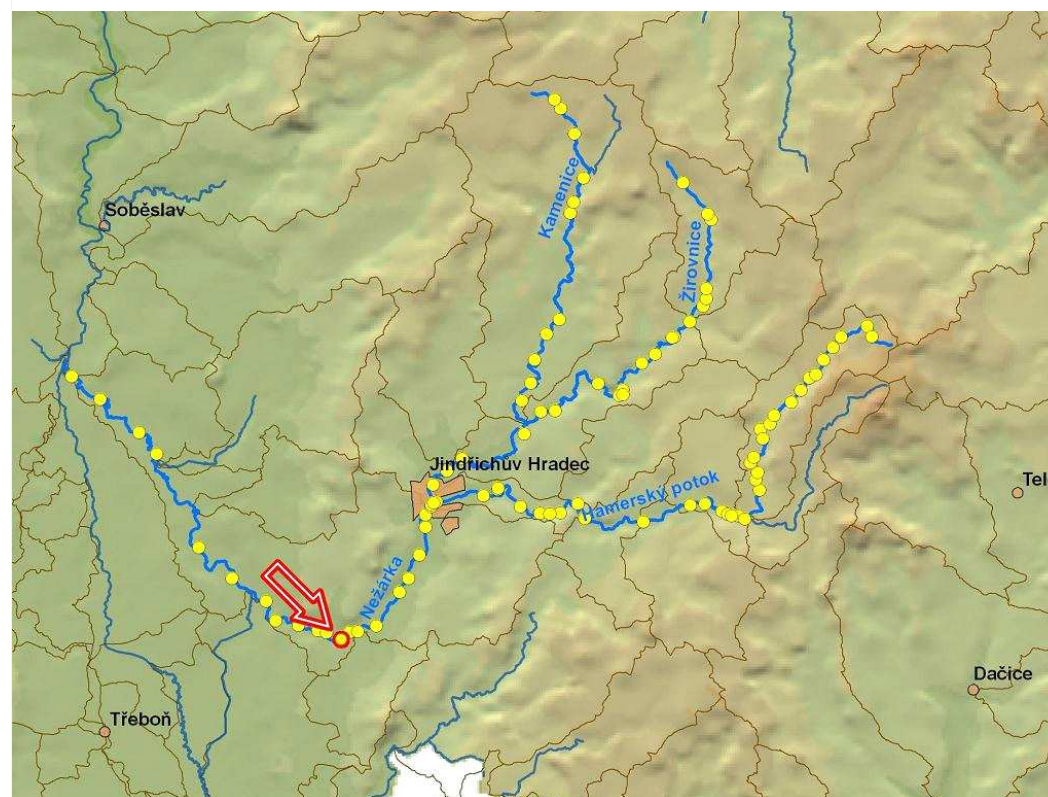 Kamenice
Soběslav
Žirovnice
Jindřichův Hradec
Tel
Hamerský potok
Nežárka
Dačice
Třeboň